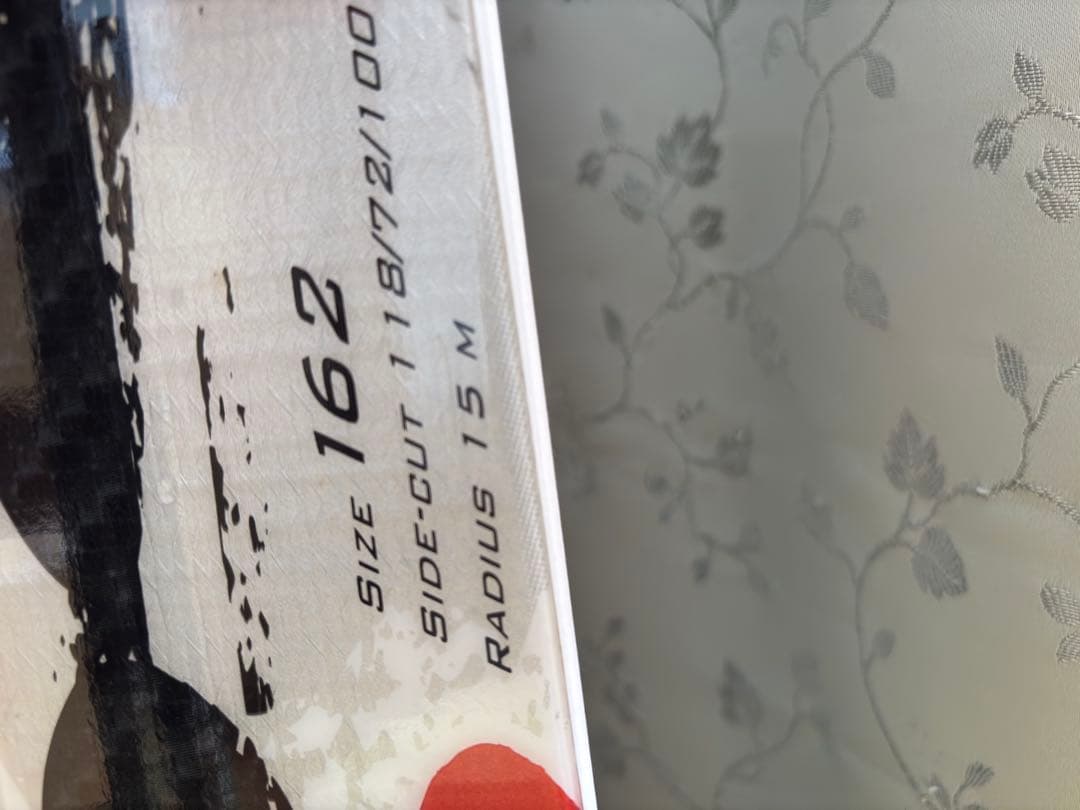 SIZE 162
SIDE-CUT 118/72/100
RADIUS 15 M